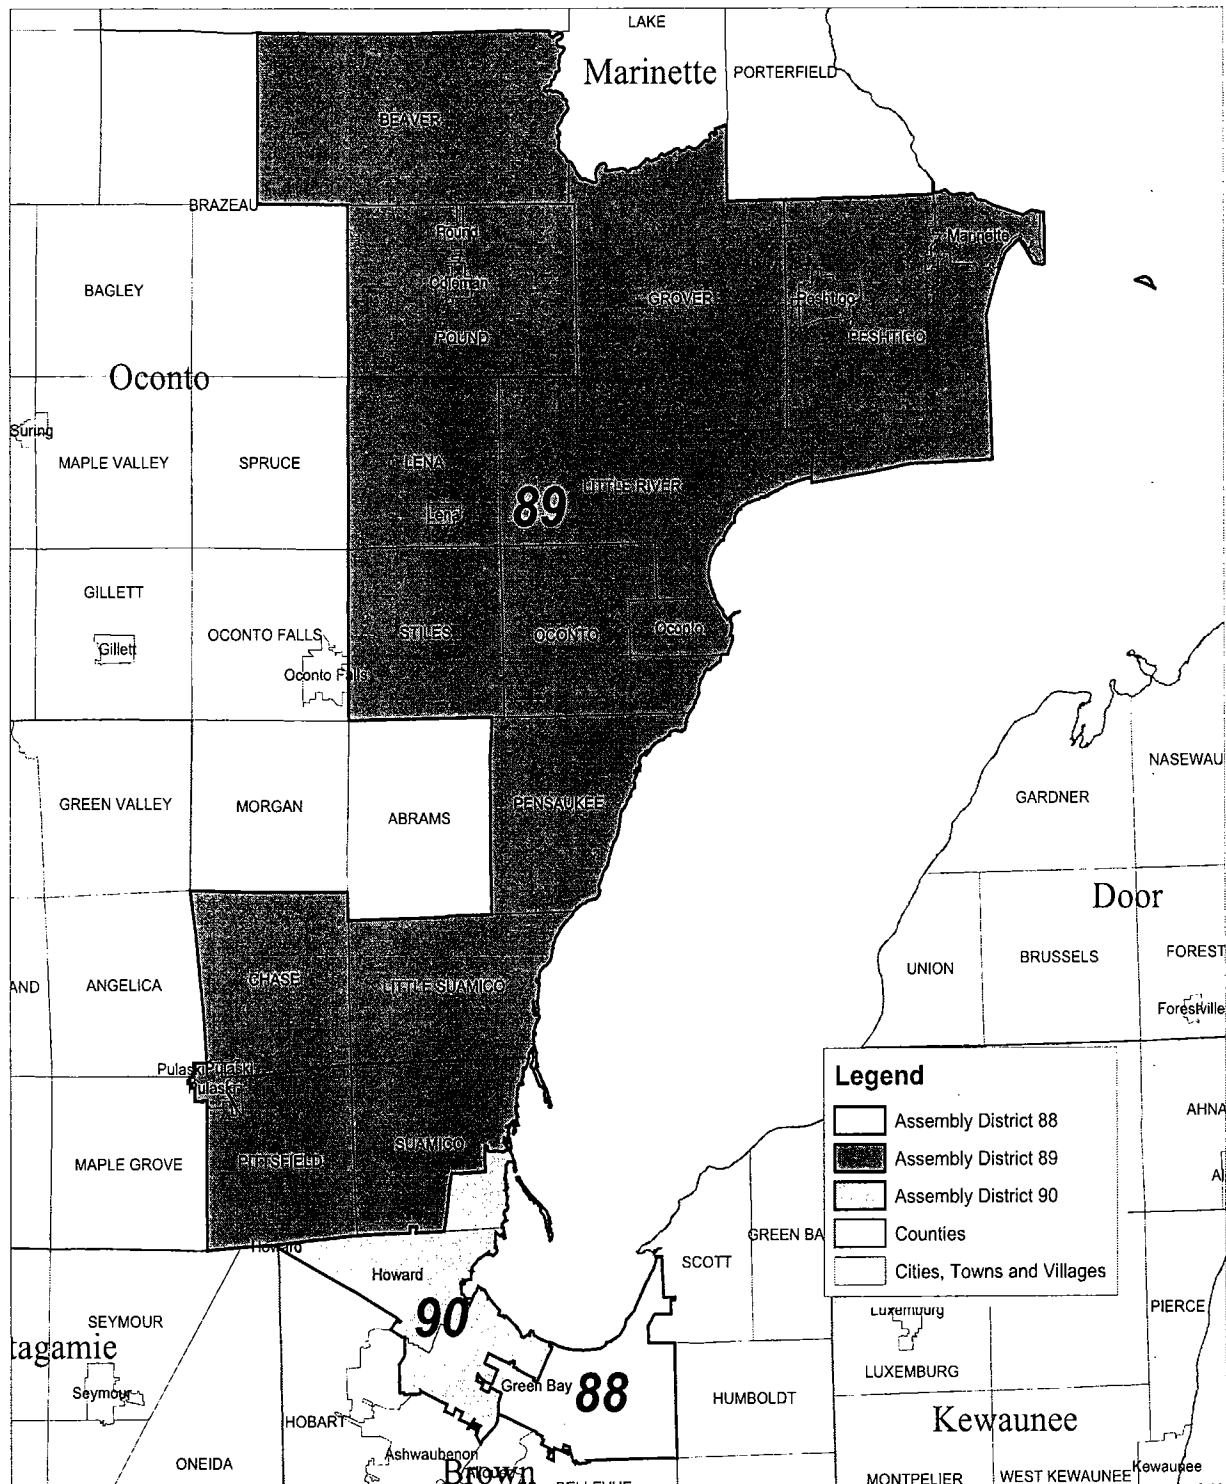 LAKE
Marinette
PORTERFIELD
BEAVER
BRAZEAU
Pound
Marinette
Coleman
BAGLEY
GROVER
Peshtigo
POUND
PESHTIGO
Oconto
Suring
MAPLE VALLEY
SPRUCE
LENA
LITTLE RIVER
Lena
89
GILLETT
OCONTO FALLS
STILES
OCONTO
Oconto
Gillett
Oconto Falls
NASEWAU
GARDNER
GREEN VALLEY
MORGAN
ABRAMS
PENSAUKEE
Door
FOREST
BRUSSELS
UNION
CHASE
LITTLE SUAMICO
AND
ANGELICA
Forestville
Pulaski
Pulaski
Pulaski
Legend
Assembly District 88
Assembly District 89
Assembly District 90
Counties
Cities, Towns and Villages
AHNA
SUAMICO
MAPLE GROVE
PITTSFIELD
Al
GREEN BA
Howard
SCOTT
Howard
90
SEYMOUR
Luxemburg
PIERCE
tagamie
LUXEMBURG
Seymour
Green Bay
88
HUMBOLDT
HOBART
Kewaunee
Ashwaubenon
ONEIDA
Brown
Kewaunee
MONTPELIER
WEST KEWAUNEE